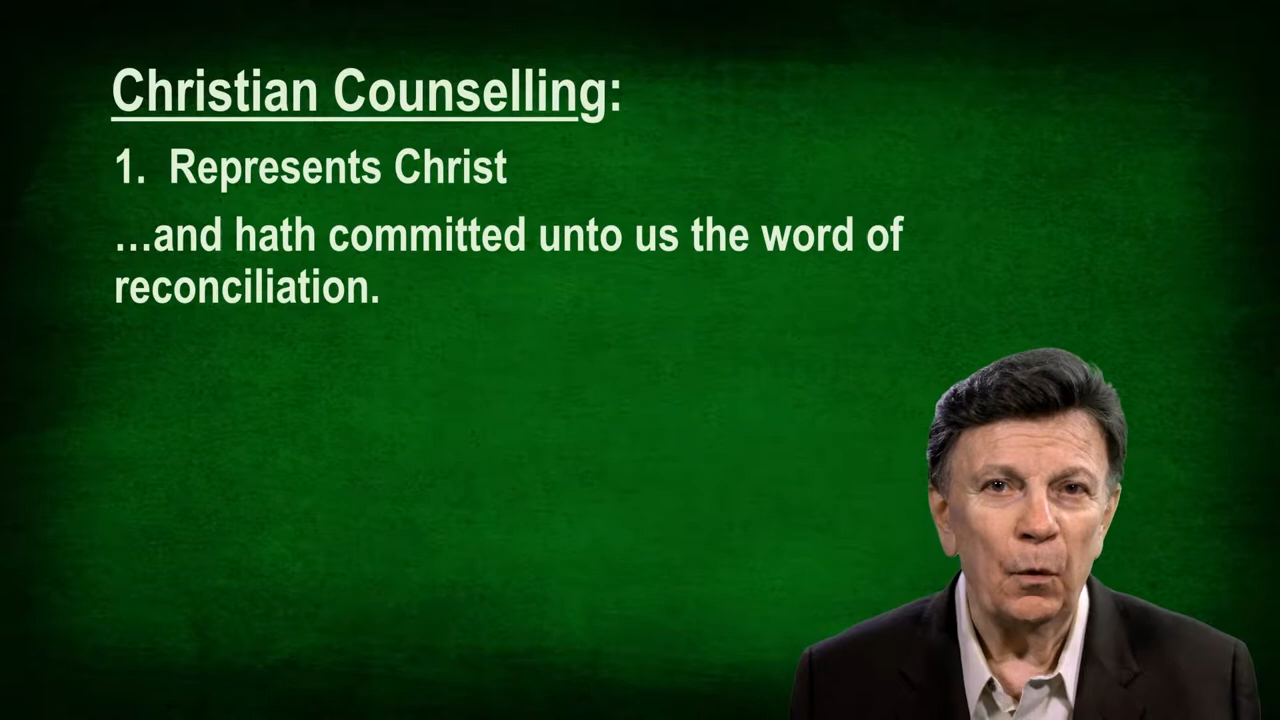 Christian Counselling:
1. Represents Christ
…and hath committed unto us the word of
reconciliation.